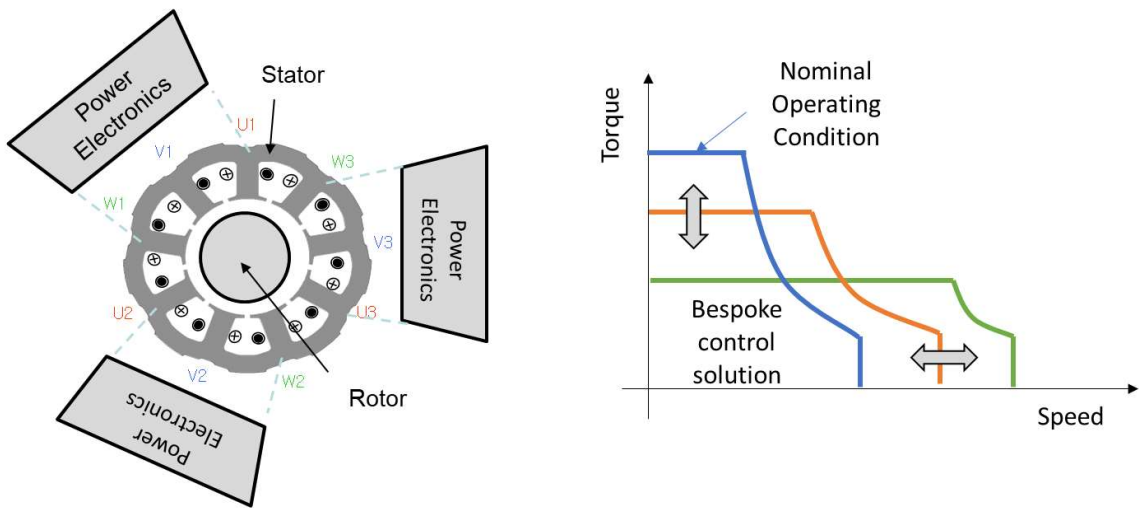 Power
Electronics
Stator
U1
V1
W3
W1
V3
Power
Electronics
U2
U3
V2
W2
Rotor
Power
Electronics
Torque
Nominal
Operating
Condition
Bespoke
control
solution
Speed